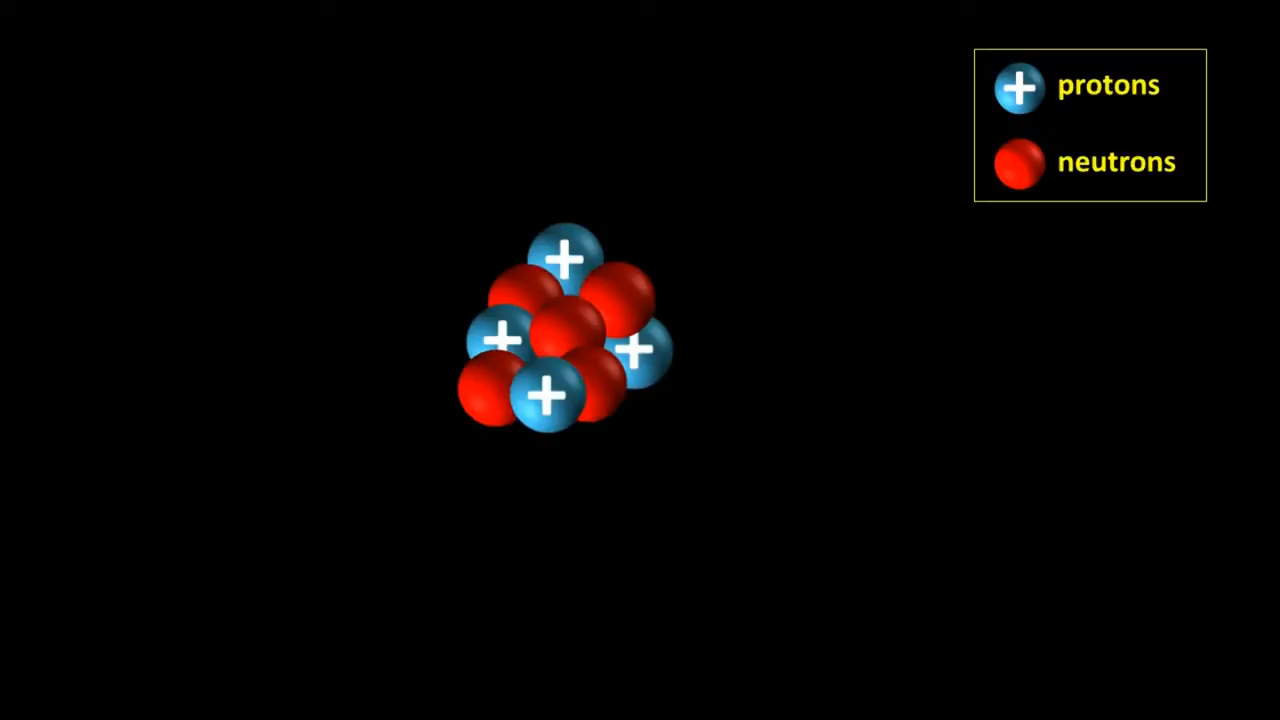 + protons
neutrons
+
+
+
+